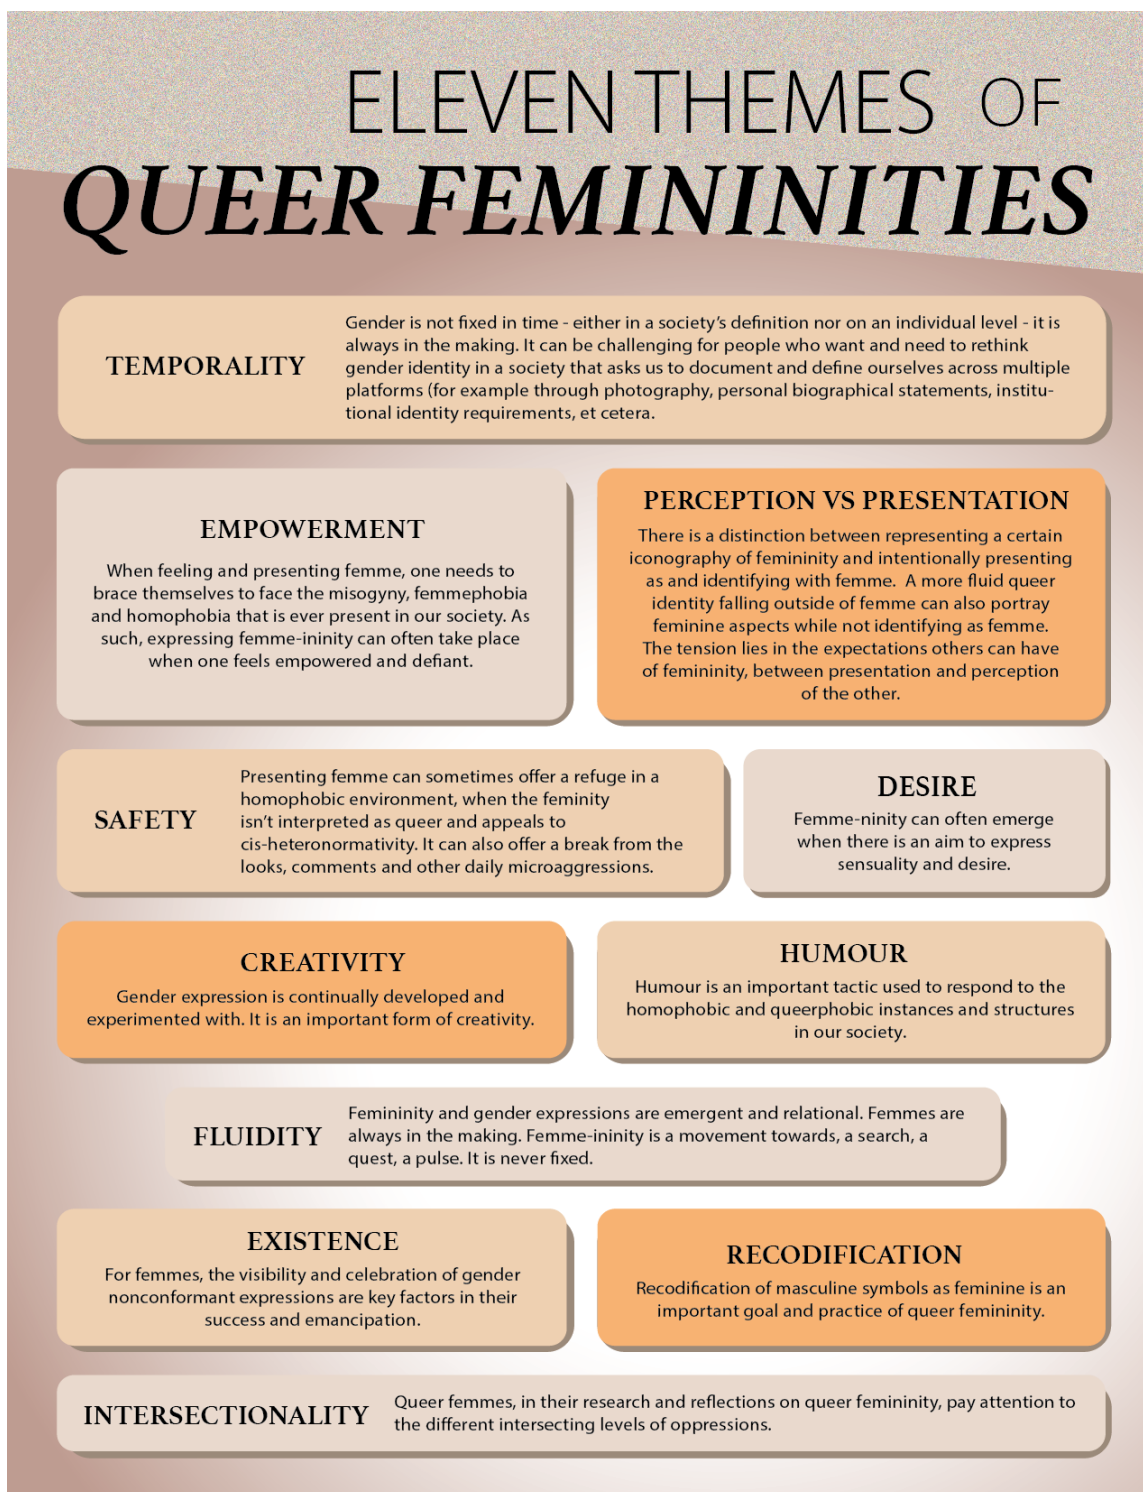 ELEVEN THEMES OF
QUEER FEMININITIES
TEMPORALITY
Gender is not fixed in time - either in a society's definition nor on an individual level - it is
always in the making. It can be challenging for people who want and need to rethink
gender identity in a society that asks us to document and define ourselves across multiple
platforms (for example through photography, personal biographical statements, institu-
tional identity requirements, et cetera.
EMPOWERMENT
When feeling and presenting femme, one needs to
brace themselves to face the misogyny, femmephobia
and homophobia that is ever present in our society. As
such, expressing femme-ininity can often take place
when one feels empowered and defiant.
PERCEPTION VS PRESENTATION
There is a distinction between representing a certain
iconography of femininity and intentionally presenting
as and identifying with femme. A more fluid queer
identity falling outside of femme can also portray
feminine aspects while not identifying as femme.
The tension lies in the expectations others can have
of femininity, between presentation and perception
of the other.
SAFETY
Presenting femme can sometimes offer a refuge in a
homophobic environment, when the feminity
isn't interpreted as queer and appeals to
cis-heteronormativity. It can also offer a break from the
looks, comments and other daily microaggressions.
DESIRE
Femme-ninity can often emerge
when there is an aim to express
sensuality and desire.
CREATIVITY
Gender expression is continually developed and
experimented with. It is an important form of creativity.
HUMOUR
Humour is an important tactic used to respond to the
homophobic and queerphobic instances and structures
in our society.
FLUIDITY
Femininity and gender expressions are emergent and relational. Femmes are
always in the making. Femme-ininity is a movement towards, a search, a
quest, a pulse. It is never fixed.
EXISTENCE
For femmes, the visibility and celebration of gender
nonconformant expressions are key factors in their
success and emancipation.
RECODIFICATION
Recodification of masculine symbols as feminine is an
important goal and practice of queer femininity.
INTERSECTIONALITY
Queer femmes, in their research and reflections on queer femininity, pay attention to
the different intersecting levels of oppressions.